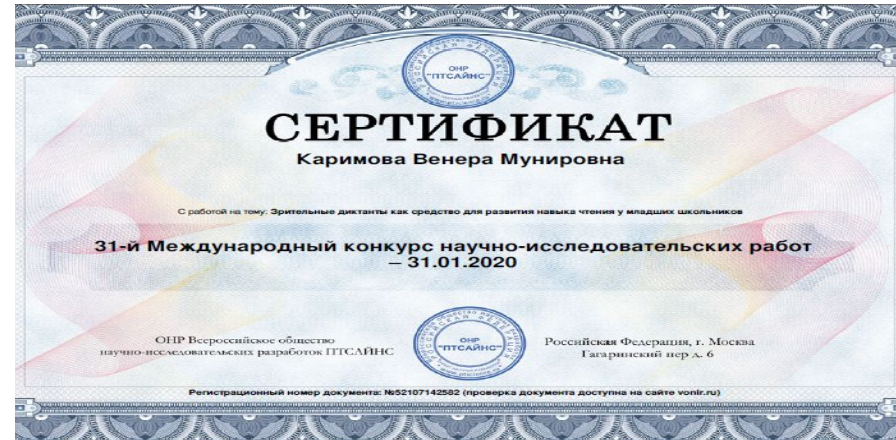 ОНР
"ПТСАЙНС"
СЕРТИФИКАТ
Каримова Венера Мунировна
С работой на тему: Зрительные диктанты как средство для развития навыка чтения у младших школьников
31-й Международный конкурс научно-исследовательских работ
– 31.01.2020
ОНР Всероссийское общество
научно-исследовательских разработок ПТСАЙНС
ОНР
"ПТСАЙНС"
Российская Федерация, г. Москва
Гагаринский пер д. 6
Регистрационный номер документа: №52107142582 (проверка документа доступна на сайте vonir.ru)